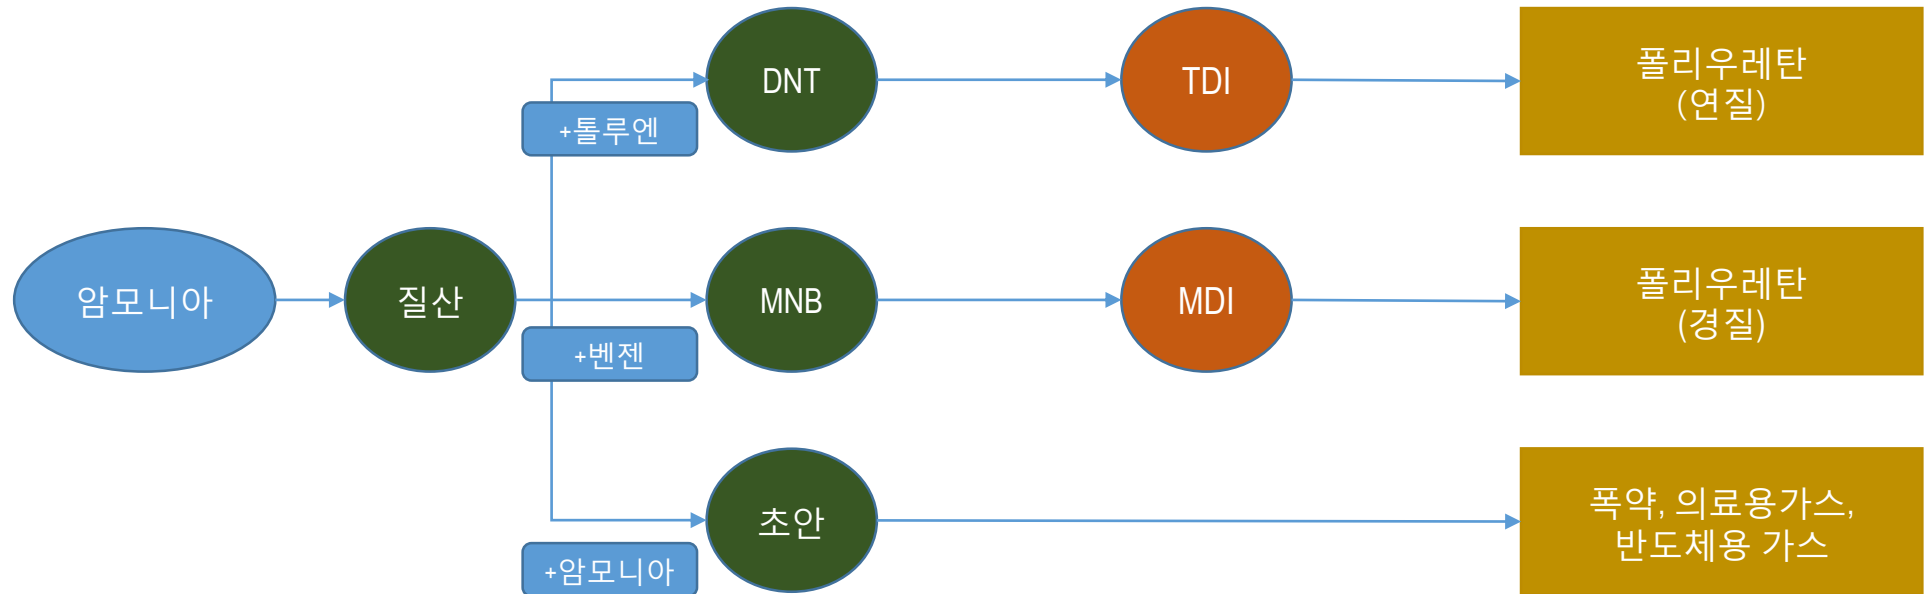 DNT
TDI
폴리우레탄
(연질)
+톨루엔
암모니아
질산
MNB
MDI
폴리우레탄
(경질)
+벤젠
초안
폭약, 의료용가스,
반도체용 가스
+암모니아